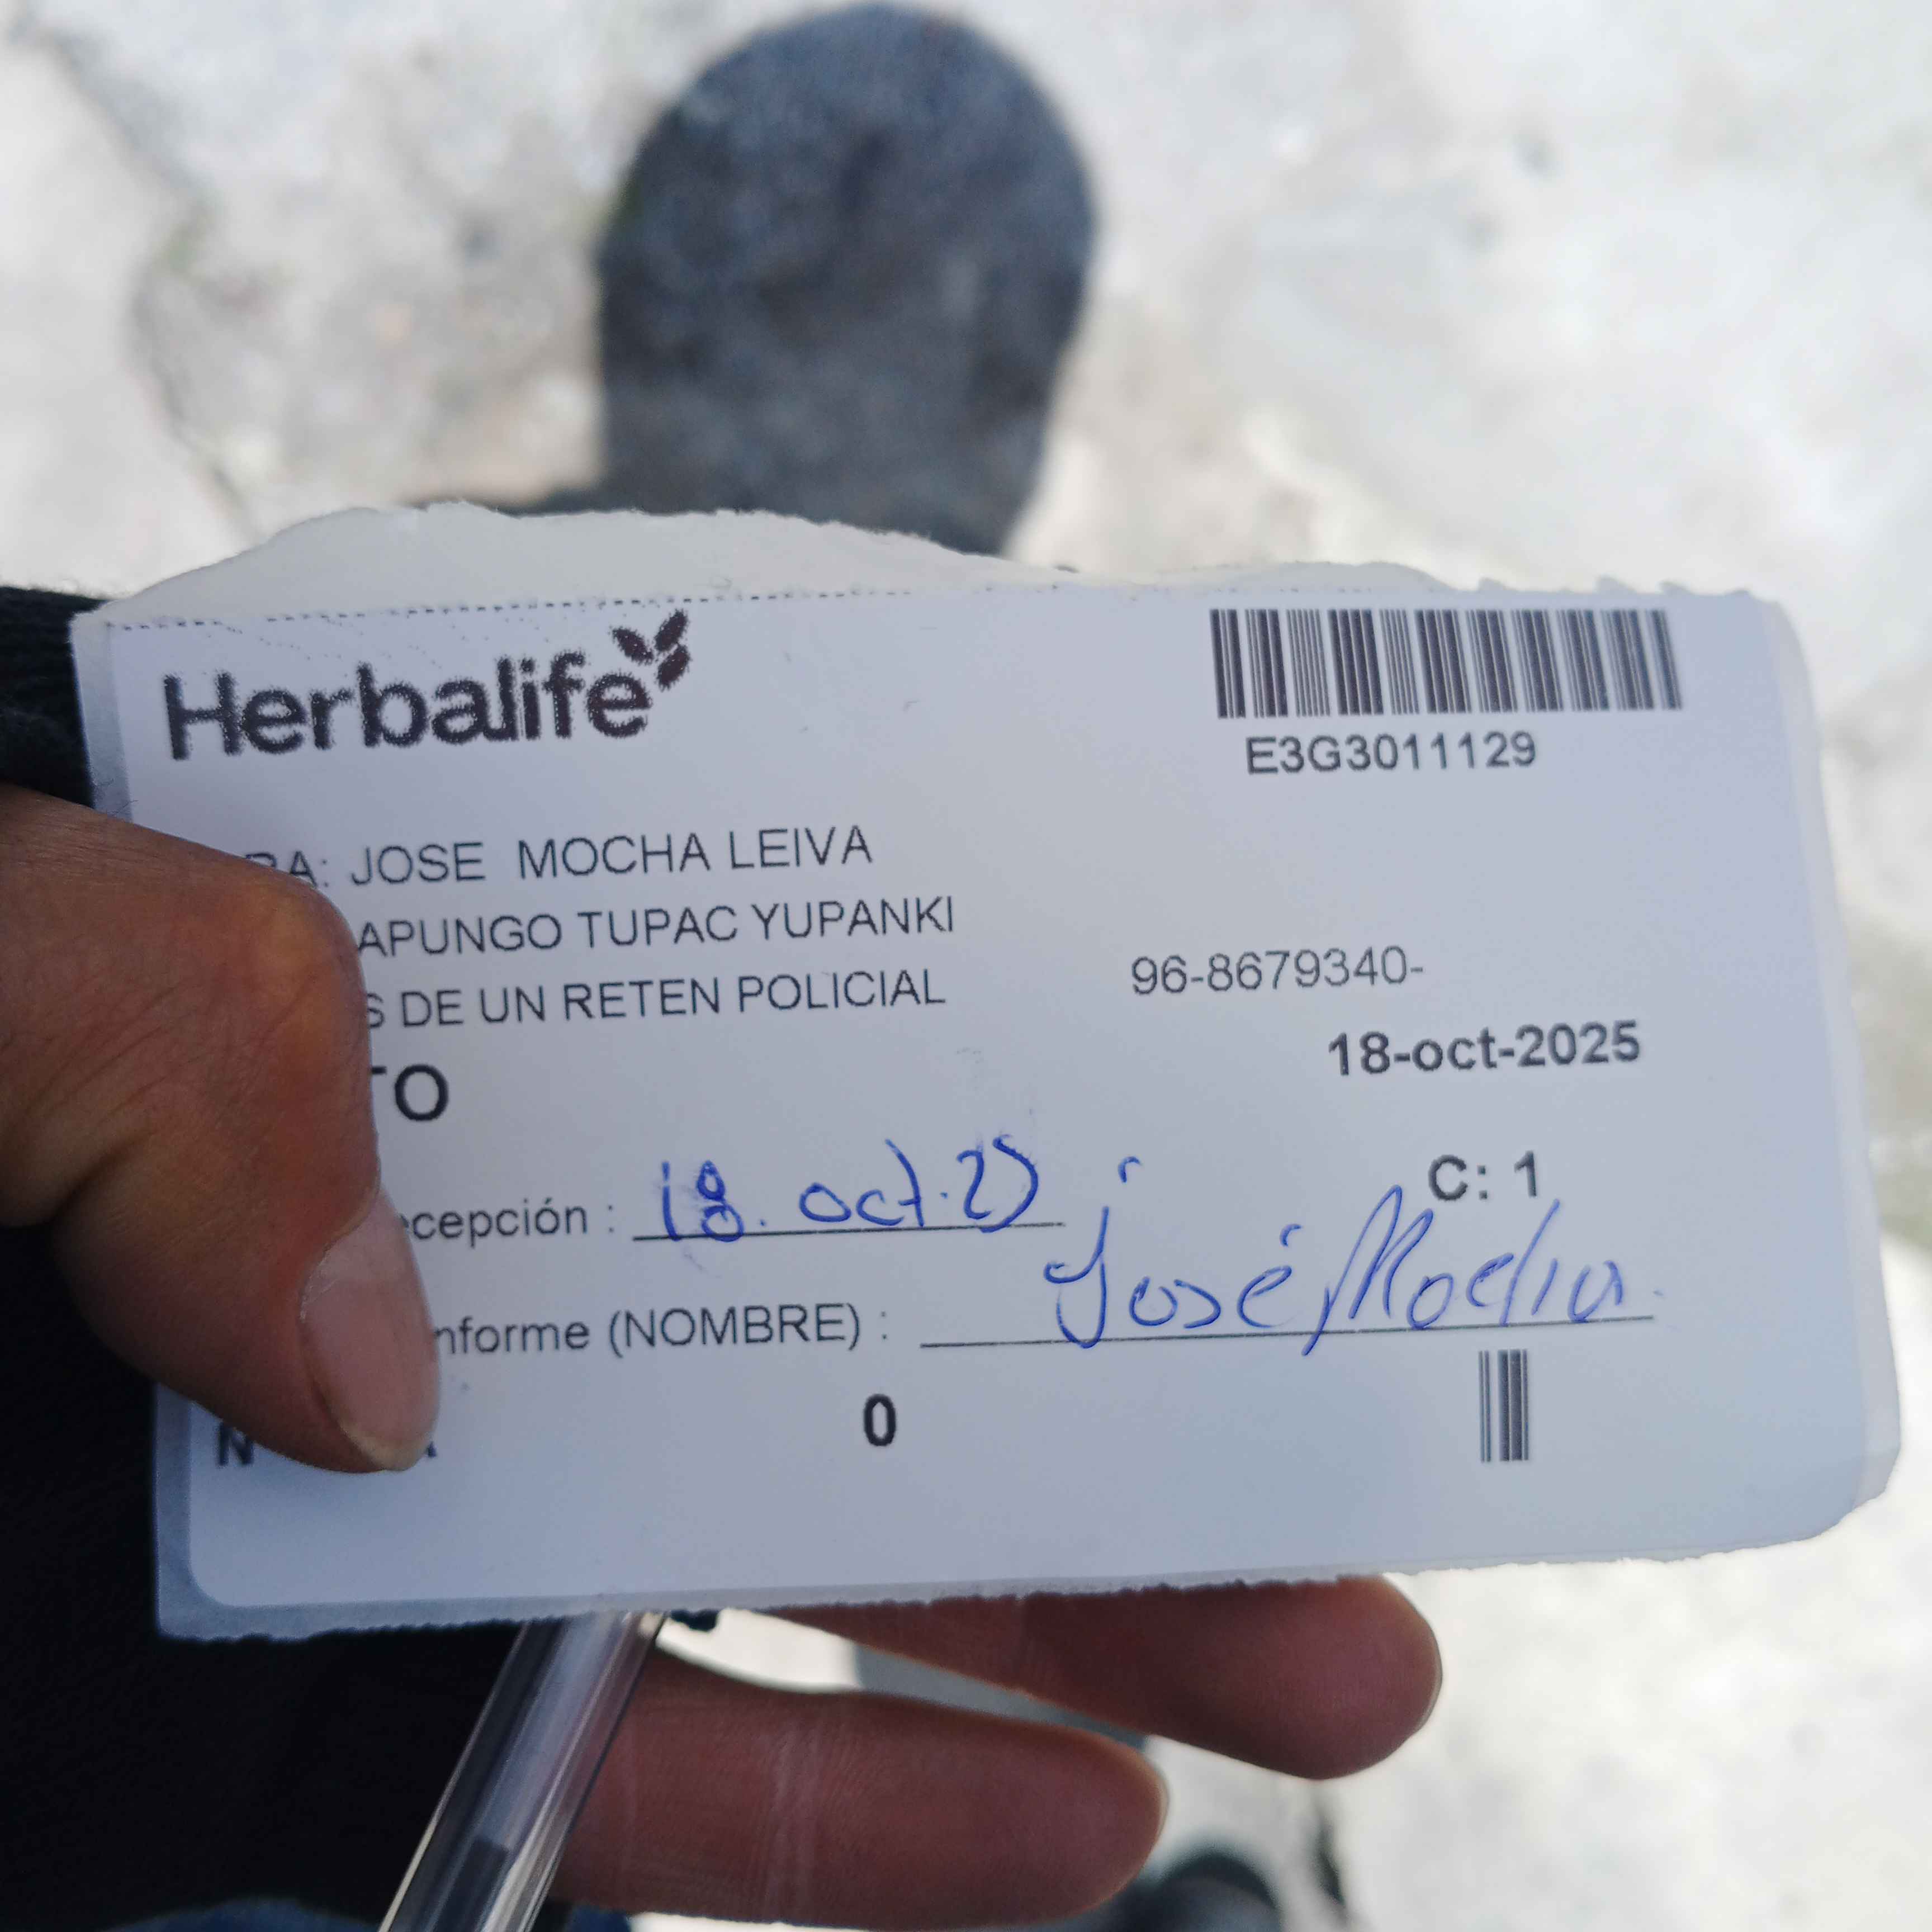 Herbalife
E3G3011129
RA: JOSE MOCHA LEIVA
APUNGO TUPAC YUPANKI
S DE UN RETEN POLICIAL
96-8679340-
18-oct-2025
TO
C: 1
cepción : 18. oct. 25
nforme (NOMBRE) : José Mocha.
0